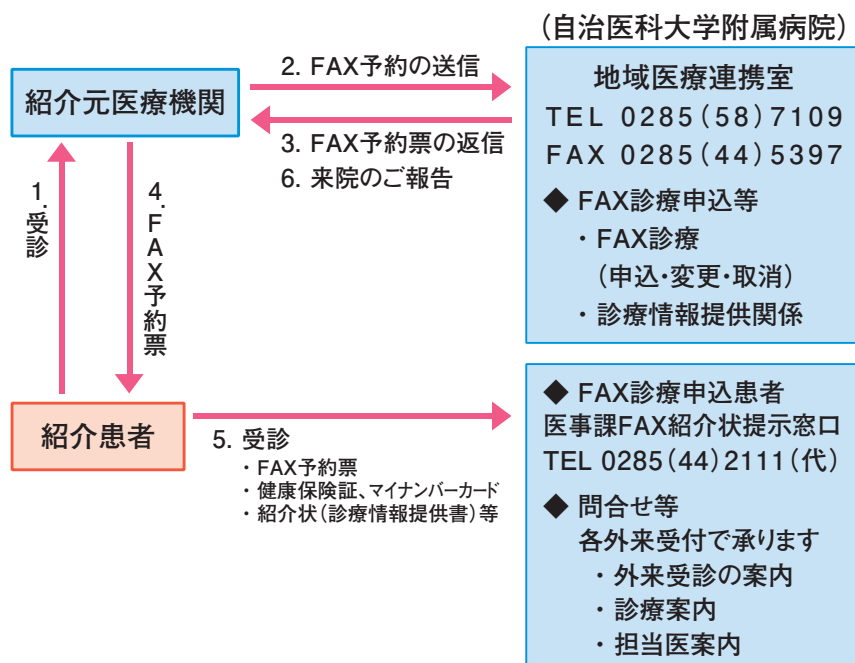 (自治医科大学附属病院)
紹介元医療機関
2. FAX予約の送信
3. FAX予約票の返信
6. 来院のご報告
地域医療連携室
TEL 0285(58)7109
FAX 0285(44)5397
◆ FAX診療申込等
・FAX診療
(申込・変更・取消)
・診療情報提供関係
1. 受診
4. FAX予約票
紹介患者
5. 受診
・FAX予約票
・健康保険証、マイナンバーカード
・紹介状(診療情報提供書)等
◆ FAX診療申込患者
医事課FAX紹介状提示窓口
TEL 0285(44)2111(代)
◆ 問合せ等
各外来受付で承ります
・外来受診の案内
・診療案内
・担当医案内